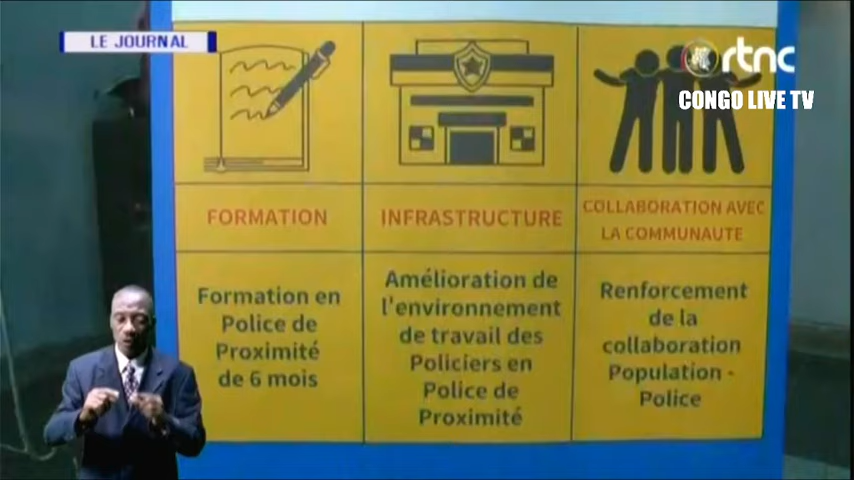 LE JOURNAL
rtnc
CONGO LIVE TV
FORMATION
INFRASTRUCTURE
COLLABORATION AVEC
LA COMMUNAUTE
Formation en
Police de
Proximité
de 6 mois
Amélioration de
l'environnement
de travail des
Policiers en
Police de
Proximité
Renforcement
de la
collaboration
Population -
Police